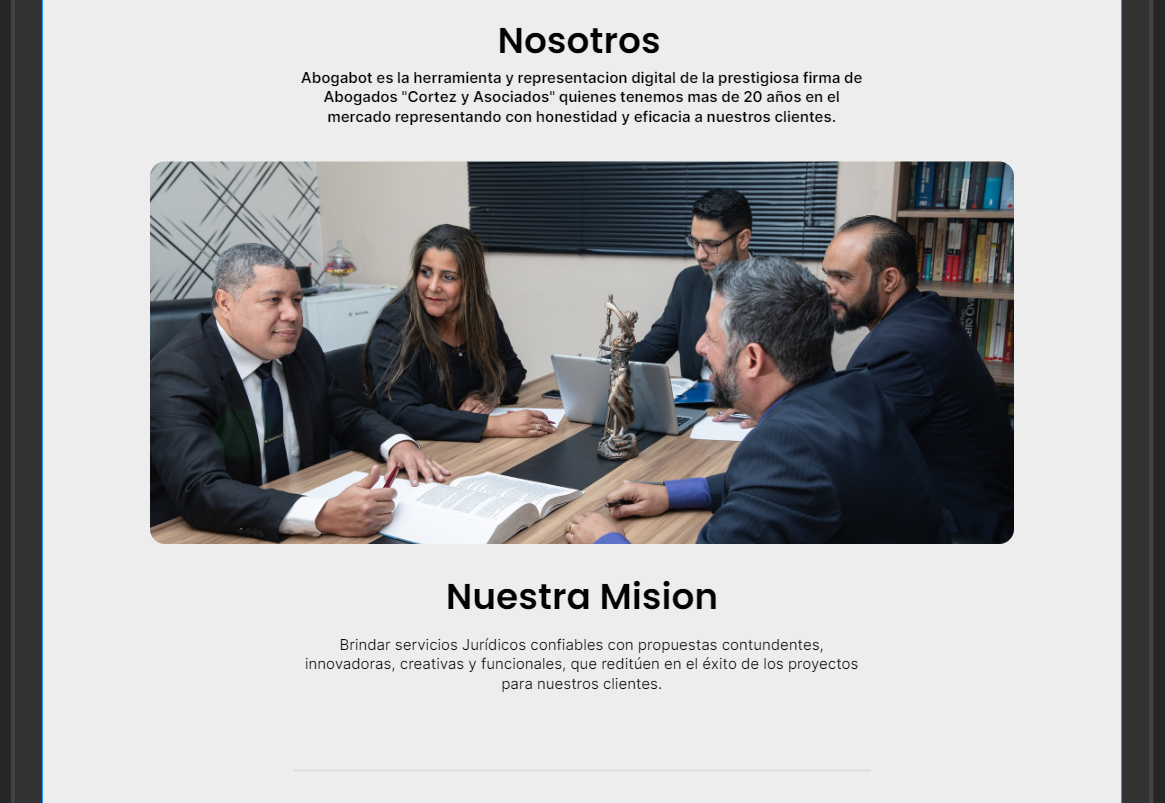 Nosotros
Abogabot es la herramienta y representacion digital de la prestigiosa firma de
Abogados "Cortez y Asociados" quienes tenemos mas de 20 años en el
mercado representando con honestidad y eficacia a nuestros clientes.
Nuestra Mision
Brindar servicios Jurídicos confiables con propuestas contundentes,
innovadoras, creativas y funcionales, que reditúen en el éxito de los proyectos
para nuestros clientes.